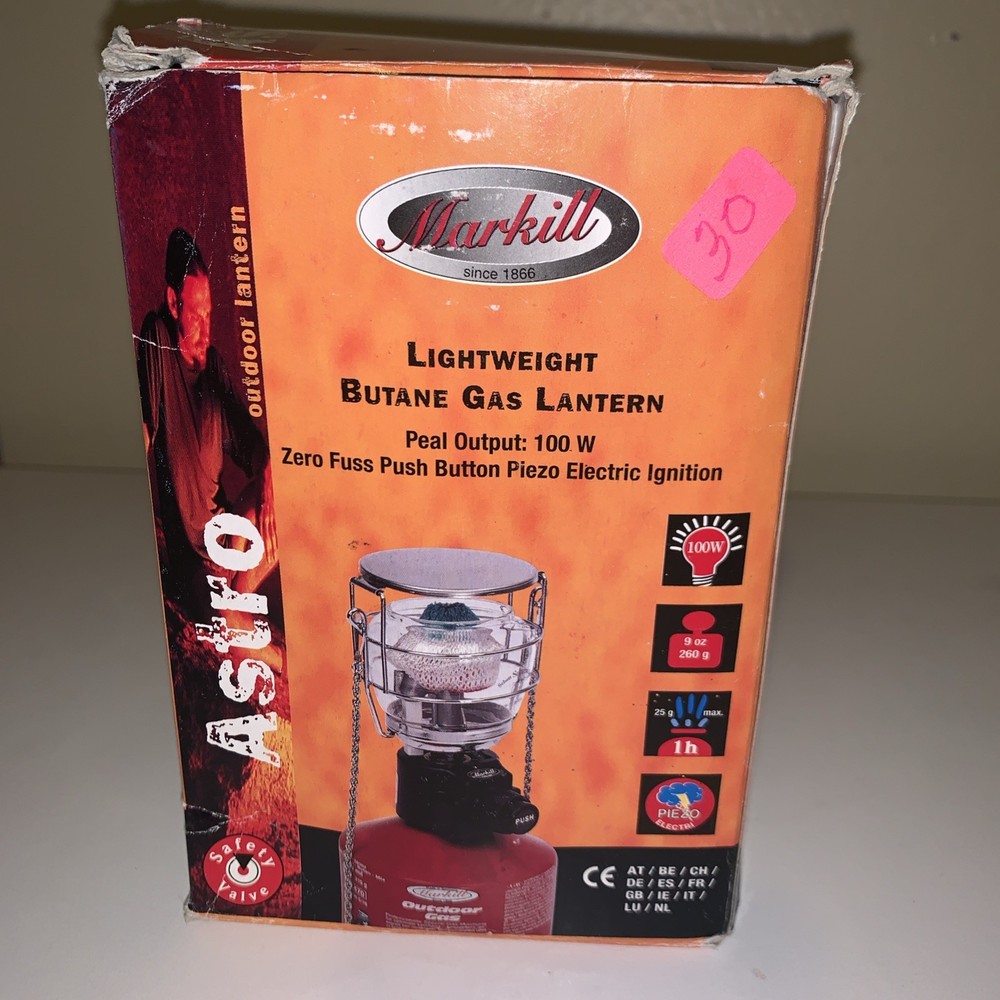 Markill
since 1866
30
outdoor lantern
LIGHTWEIGHT
BUTANE GAS LANTERN
Peal Output: 100 W
Zero Fuss Push Button Piezo Electric Ignition
Astro
100W
9 oz
260 g
25 g max.
1h
PIEZO
ELECTRI
Markill
PUSH
Safety
Valve
Markill
Outdoor
Gas
CE
AT / BE / CH /
DE / ES / FR /
GB / IE / IT /
LU / NL